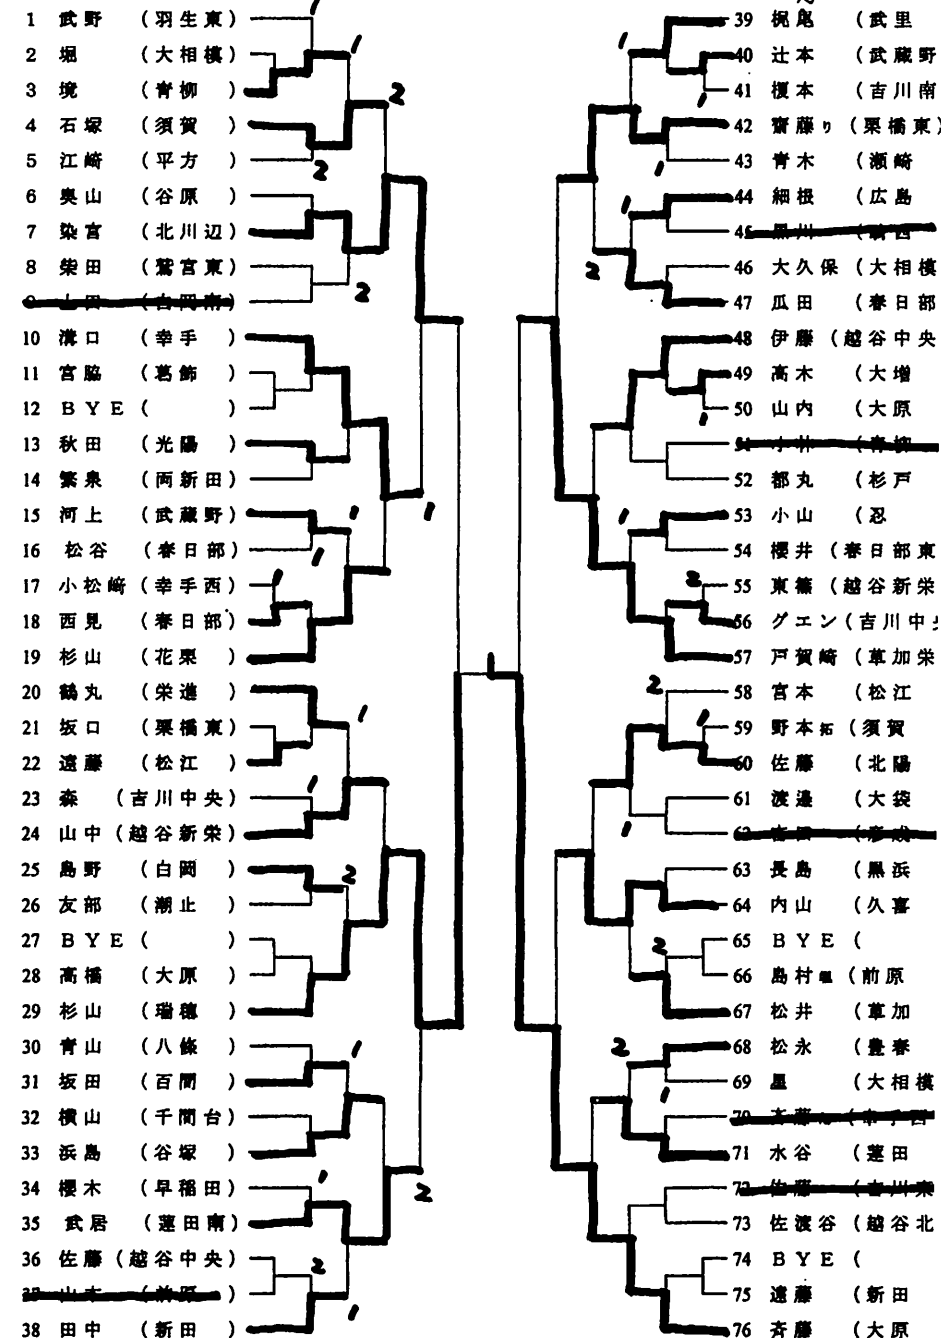 1 武野 (羽生東)
2 堀 (大相模)
3 境 (青柳)
4 石塚 (須賀)
5 江崎 (平方)
6 奥山 (谷原)
7 染宮 (北川辺)
8 柴田 (鷲宮東)
10 溝口 (幸手)
11 宮脇 (葛飾)
12 BYE ( )
13 秋田 (光陽)
14 繁泉 (両新田)
15 河上 (武蔵野)
16 松谷 (春日部)
17 小松崎 (幸手西)
18 西見 (春日部)
19 杉山 (花栗)
20 鶴丸 (栄進)
21 坂口 (栗橋東)
22 遠藤 (松江)
23 森 (吉川中央)
24 山中 (越谷新栄)
25 島野 (白岡)
26 友部 (潮止)
27 BYE ( )
28 高橋 (大原)
29 杉山 (瑞穂)
30 青山 (八條)
31 坂田 (百間)
32 横山 (千間台)
33 浜島 (谷塚)
34 櫻木 (早稲田)
35 武居 (蓮田南)
36 佐藤 (越谷中央)
38 田中 (新田)
39 梶尾 (武里
40 辻本 (武蔵野
41 榎本 (吉川南
42 齋藤り (栗橋東)
43 青木 (瀬崎
44 細根 (広島
46 大久保 (大相模
47 瓜田 (春日部
48 伊藤 (越谷中央
49 高木 (大増
50 山内 (大原
52 都丸 (杉戸
53 小山 (忍
54 櫻井 (春日部東
55 東篠 (越谷新栄
56 グエン (吉川中央
57 戸賀崎 (草加栄
58 宮本 (松江
59 野本拓 (須賀
60 佐藤 (北陽
61 渡邉 (大袋
63 長島 (黒浜
64 内山 (久喜
65 BYE (
66 島村 (前原
67 松井 (草加
68 松永 (豊春
69 星 (大相模
71 水谷 (蓮田
73 佐渡谷 (越谷北
74 BYE (
75 遠藤 (新田
76 斉藤 (大原